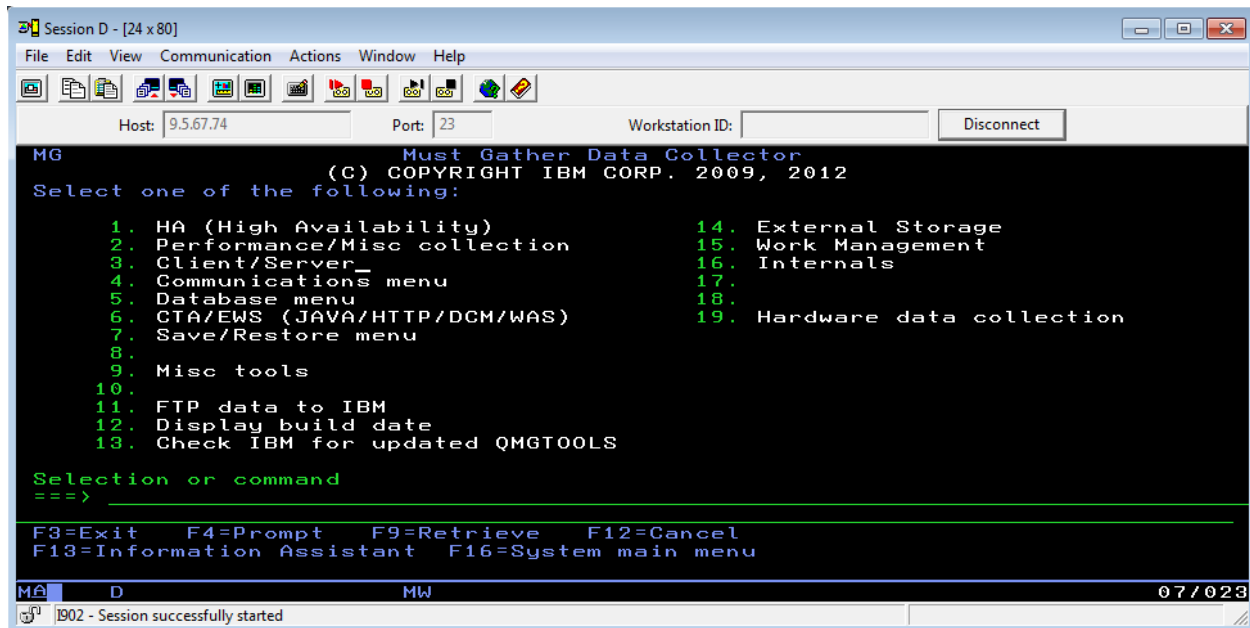 Session D - [24 x 80]
File Edit View Communication Actions Window Help
Host: 9.5.67.74 Port: 23 Workstation ID: Disconnect
MG Must Gather Data Collector
(C) COPYRIGHT IBM CORP. 2009, 2012
Select one of the following:
1. HA (High Availability) 14. External Storage
2. Performance/Misc collection 15. Work Management
3. Client/Server_ 16. Internals
4. Communications menu 17.
5. Database menu 18.
6. CTA/EWS (JAVA/HTTP/DCM/WAS) 19. Hardware data collection
7. Save/Restore menu
8.
9. Misc tools
10.
11. FTP data to IBM
12. Display build date
13. Check IBM for updated QMGTOOLS
Selection or command
===>
F3=Exit F4=Prompt F9=Retrieve F12=Cancel
F13=Information Assistant F16=System main menu
MA D MW 07/023
I902 - Session successfully started